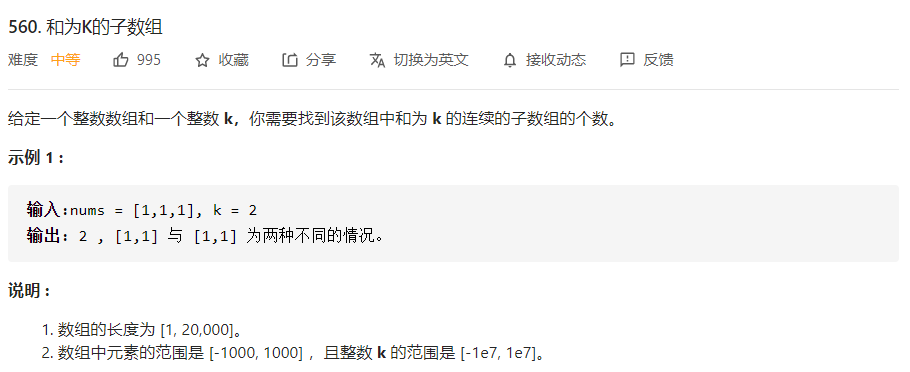 560. 和为K的子数组
难度 中等 995 收藏 分享 切换为英文 接收动态 反馈
给定一个整数数组和一个整数 k，你需要找到该数组中和为 k 的连续的子数组的个数。
示例 1 :
输入:nums = [1,1,1], k = 2
输出: 2 , [1,1] 与 [1,1] 为两种不同的情况。
说明 :
1. 数组的长度为 [1, 20,000]。
2. 数组中元素的范围是 [-1000, 1000] ，且整数 k 的范围是 [-1e7, 1e7]。